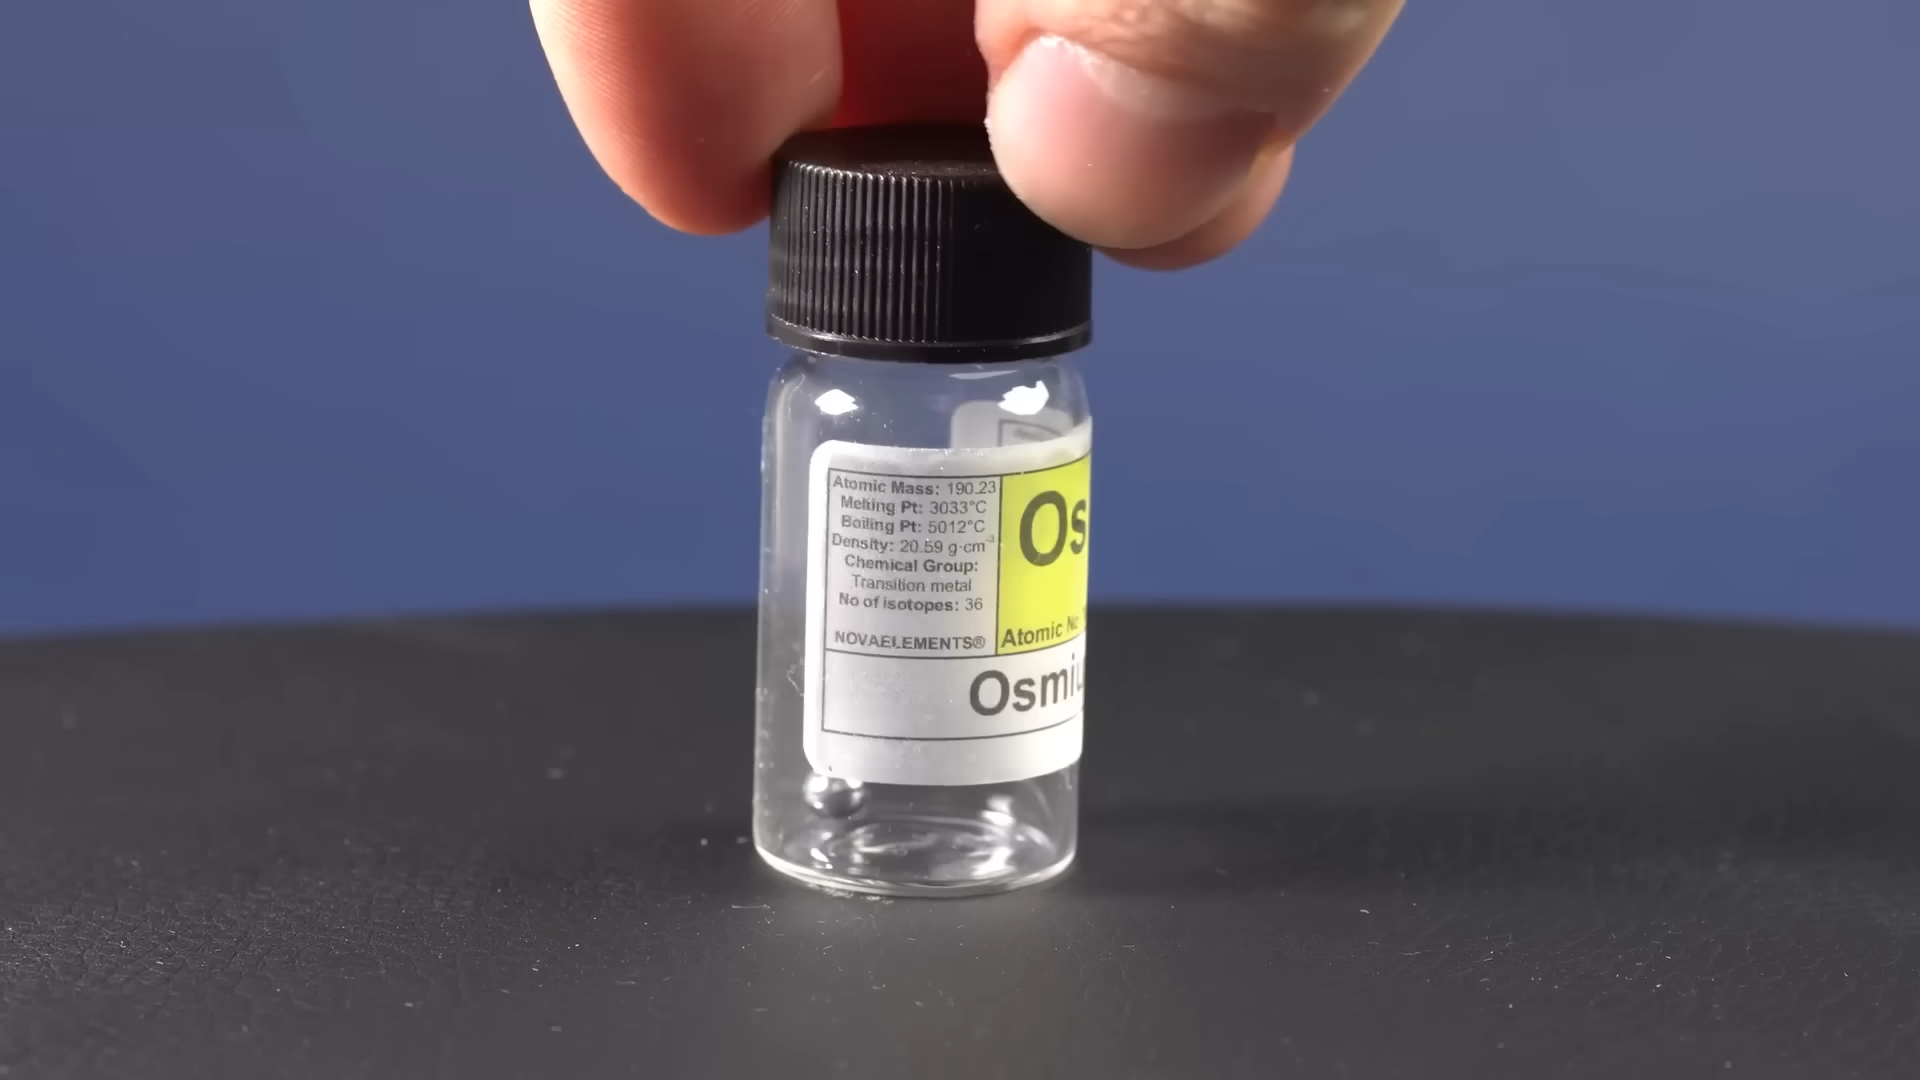 Atomic Mass: 190.23
Melting Pt: 3033°C
Boiling Pt: 5012°C
Density: 20.59 g·cm⁻³
Chemical Group:
Transition metal
No of isotopes: 36
NOVAELEMENTS®
Os
Atomic No
Osmiu